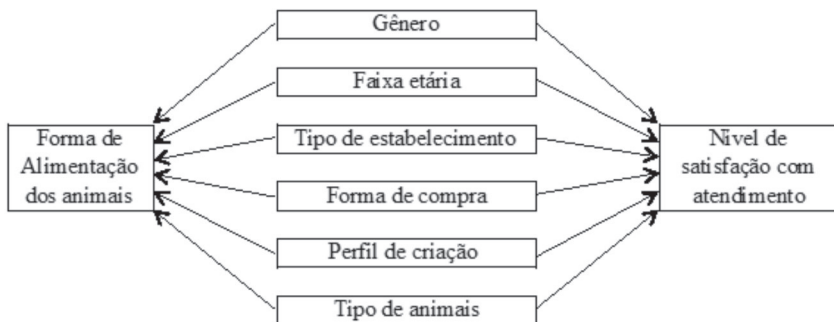 Gênero
Faixa etária
Tipo de estabelecimento
Forma de compra
Perfil de criação
Tipo de animais
Forma de
Alimentação
dos animais
Nivel de
satisfação com
atendimento